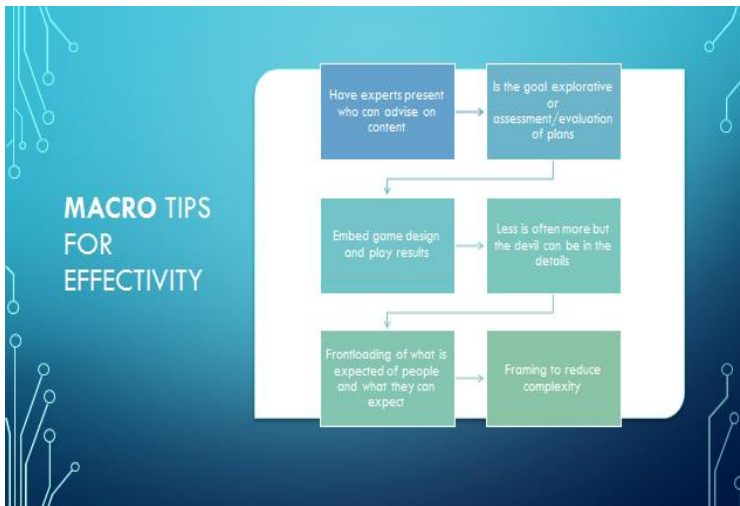 MACRO TIPS
FOR
EFFECTIVITY
Have experts present
who can advise on
content
Is the goal explorative
or
assessment/evaluation
of plans
Embed game design
and play results
Less is often more but
the devil can be in the
details
Frontloading of what is
expected of people
and what they can
expect
Framing to reduce
complexity